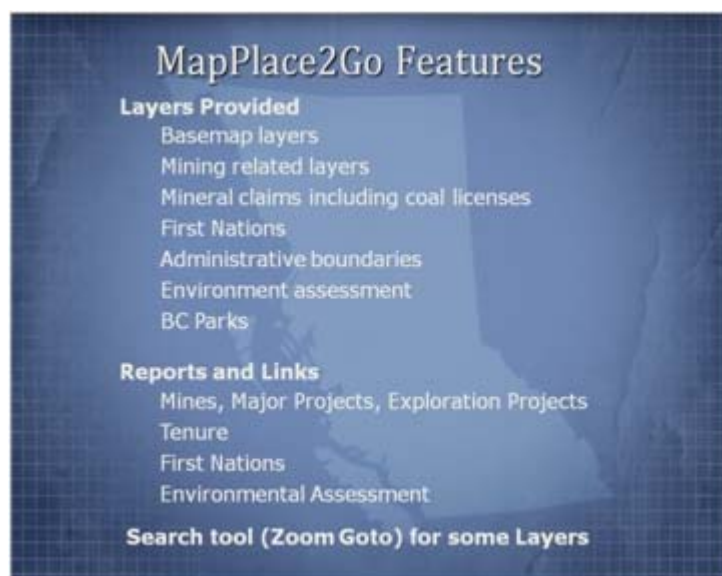 MapPlace2Go Features
Layers Provided
Basemap layers
Mining related layers
Mineral claims including coal licenses
First Nations
Administrative boundaries
Environment assessment
BC Parks
Reports and Links
Mines, Major Projects, Exploration Projects
Tenure
First Nations
Environmental Assessment
Search tool (Zoom Goto) for some Layers